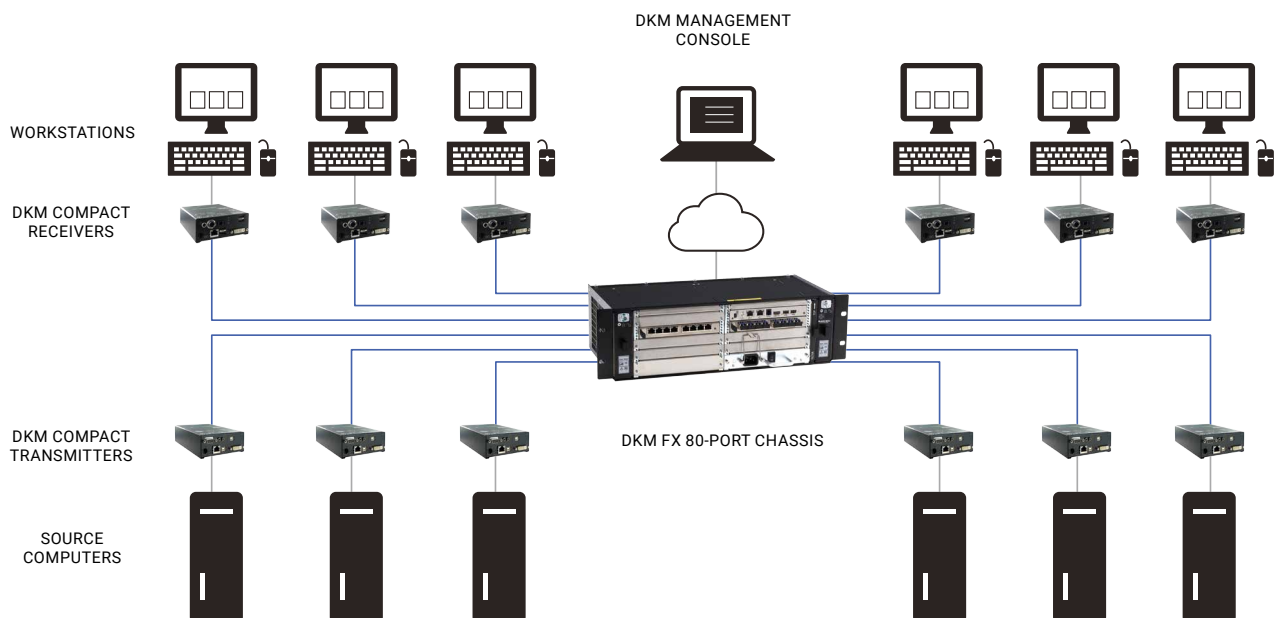 DKM MANAGEMENT
CONSOLE
WORKSTATIONS
DKM COMPACT
RECEIVERS
DKM COMPACT
TRANSMITTERS
DKM FX 80-PORT CHASSIS
SOURCE
COMPUTERS